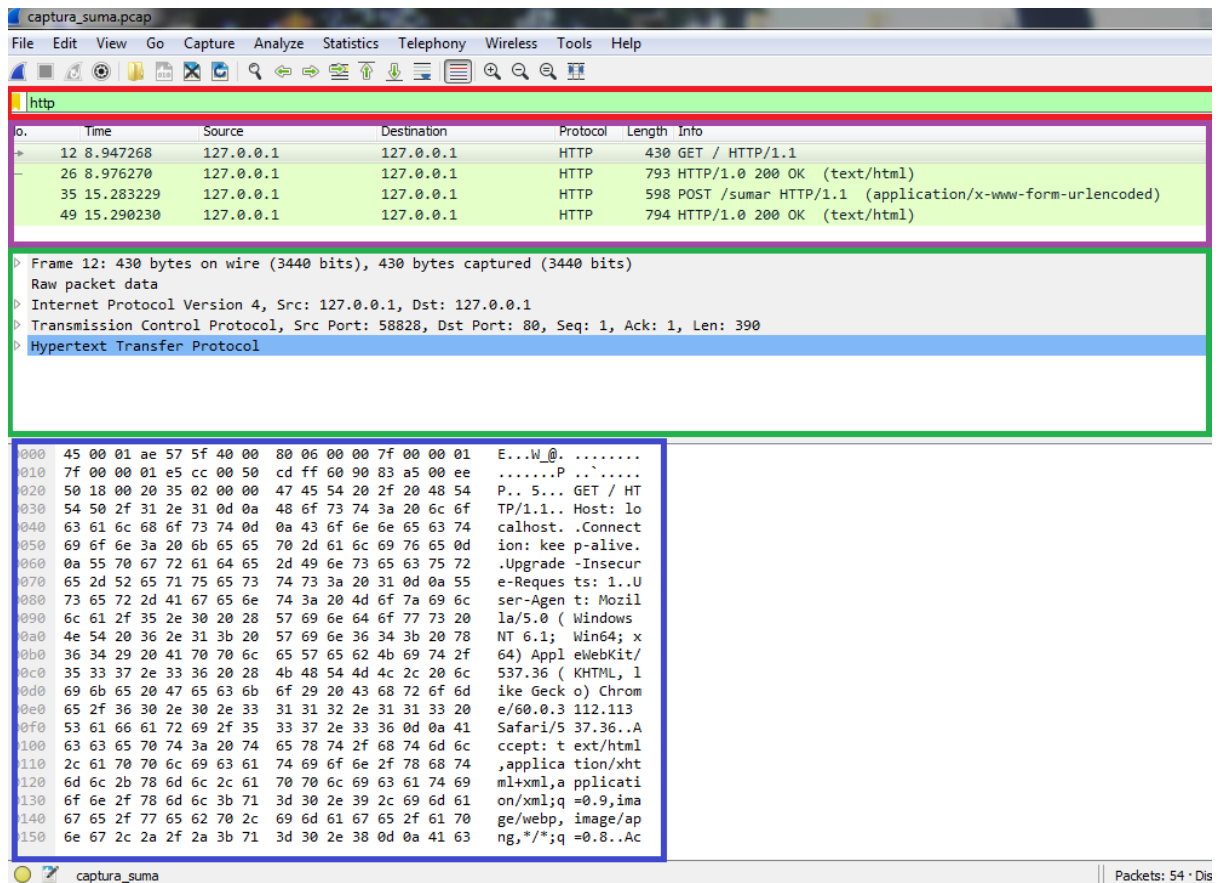 captura_suma.pcap
File Edit View Go Capture Analyze Statistics Telephony Wireless Tools Help
http
lo. Time Source Destination Protocol Length Info
12 8.947268 127.0.0.1 127.0.0.1 HTTP 430 GET / HTTP/1.1
26 8.976270 127.0.0.1 127.0.0.1 HTTP 793 HTTP/1.0 200 OK (text/html)
35 15.283229 127.0.0.1 127.0.0.1 HTTP 598 POST /sumar HTTP/1.1 (application/x-www-form-urlencoded)
49 15.290230 127.0.0.1 127.0.0.1 HTTP 794 HTTP/1.0 200 OK (text/html)
Frame 12: 430 bytes on wire (3440 bits), 430 bytes captured (3440 bits)
Raw packet data
Internet Protocol Version 4, Src: 127.0.0.1, Dst: 127.0.0.1
Transmission Control Protocol, Src Port: 58828, Dst Port: 80, Seq: 1, Ack: 1, Len: 390
Hypertext Transfer Protocol
0000 45 00 01 ae 57 5f 40 00 80 06 00 00 7f 00 00 01 E...W_@. ........
0010 7f 00 00 01 e5 cc 00 50 cd ff 60 90 83 a5 00 ee .......P ..`.....
0020 50 18 00 20 35 02 00 00 47 45 54 20 2f 20 48 54 P.. 5... GET / HT
0030 54 50 2f 31 2e 31 0d 0a 48 6f 73 74 3a 20 6c 6f TP/1.1.. Host: lo
0040 63 61 6c 68 6f 73 74 0d 0a 43 6f 6e 6e 65 63 74 calhost. .Connect
0050 69 6f 6e 3a 20 6b 65 65 70 2d 61 6c 69 76 65 0d ion: kee p-alive.
0060 0a 55 70 67 72 61 64 65 2d 49 6e 73 65 63 75 72 .Upgrade -Insecur
0070 65 2d 52 65 71 75 65 73 74 73 3a 20 31 0d 0a 55 e-Reques ts: 1..U
0080 73 65 72 2d 41 67 65 6e 74 3a 20 4d 6f 7a 69 6c ser-Agen t: Mozil
0090 6c 61 2f 35 2e 30 20 28 57 69 6e 64 6f 77 73 20 la/5.0 ( Windows
00a0 4e 54 20 36 2e 31 3b 20 57 69 6e 36 34 3b 20 78 NT 6.1; Win64; x
00b0 36 34 29 20 41 70 70 6c 65 57 65 62 4b 69 74 2f 64) Appl eWebKit/
00c0 35 33 37 2e 33 36 20 28 4b 48 54 4d 4c 2c 20 6c 537.36 ( KHTML, l
00d0 69 6b 65 20 47 65 63 6b 6f 29 20 43 68 72 6f 6d ike Geck o) Chrom
00e0 65 2f 36 30 2e 30 2e 33 31 31 32 2e 31 31 33 20 e/60.0.3 112.113
00f0 53 61 66 61 72 69 2f 35 33 37 2e 33 36 0d 0a 41 Safari/5 37.36..A
0100 63 63 65 70 74 3a 20 74 65 78 74 2f 68 74 6d 6c ccept: t ext/html
0110 2c 61 70 70 6c 69 63 61 74 69 6f 6e 2f 78 68 74 ,applica tion/xht
0120 6d 6c 2b 78 6d 6c 2c 61 70 70 6c 69 63 61 74 69 ml+xml,a pplicati
0130 6f 6e 2f 78 6d 6c 3b 71 3d 30 2e 39 2c 69 6d 61 on/xml;q =0.9,ima
0140 67 65 2f 77 65 62 70 2c 69 6d 61 67 65 2f 61 70 ge/webp, image/ap
0150 6e 67 2c 2a 2f 2a 3b 71 3d 30 2e 38 0d 0a 41 63 ng,*/*;q =0.8..Ac
captura_suma Packets: 54 · Dis